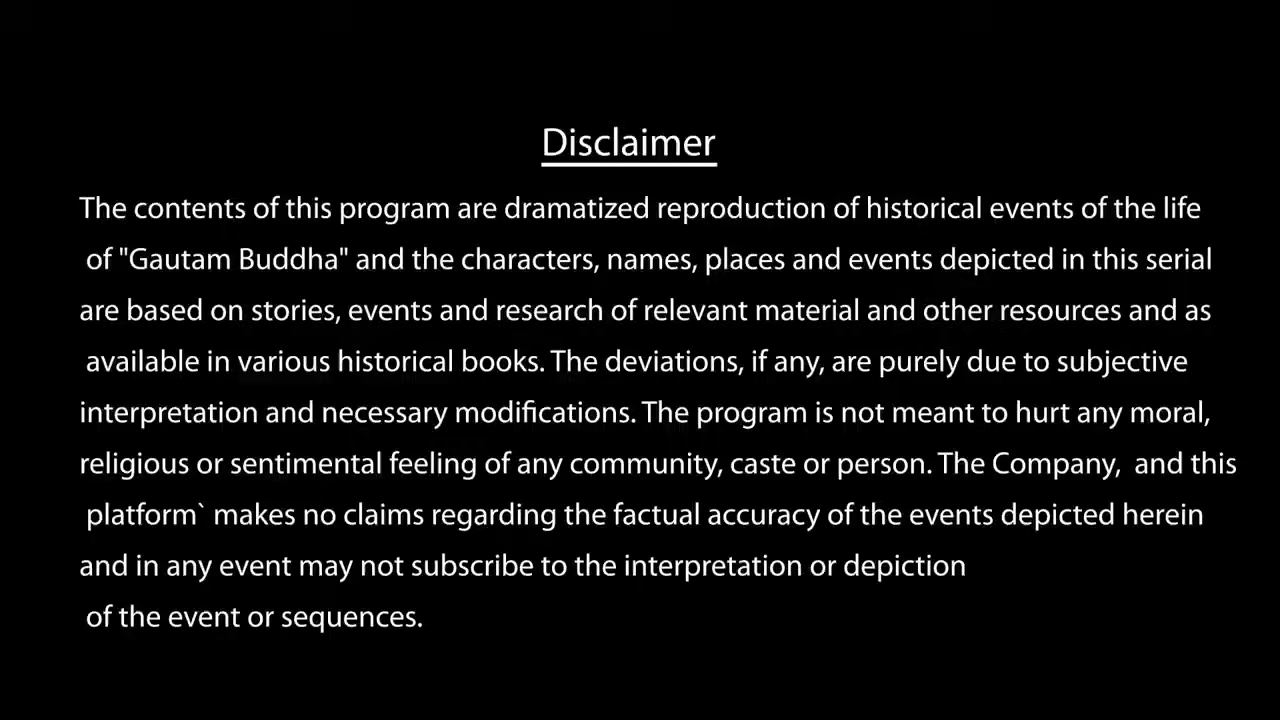 Disclaimer
The contents of this program are dramatized reproduction of historical events of the life
of "Gautam Buddha" and the characters, names, places and events depicted in this serial
are based on stories, events and research of relevant material and other resources and as
available in various historical books. The deviations, if any, are purely due to subjective
interpretation and necessary modifications. The program is not meant to hurt any moral,
religious or sentimental feeling of any community, caste or person. The Company,  and this
platform` makes no claims regarding the factual accuracy of the events depicted herein
and in any event may not subscribe to the interpretation or depiction
of the event or sequences.